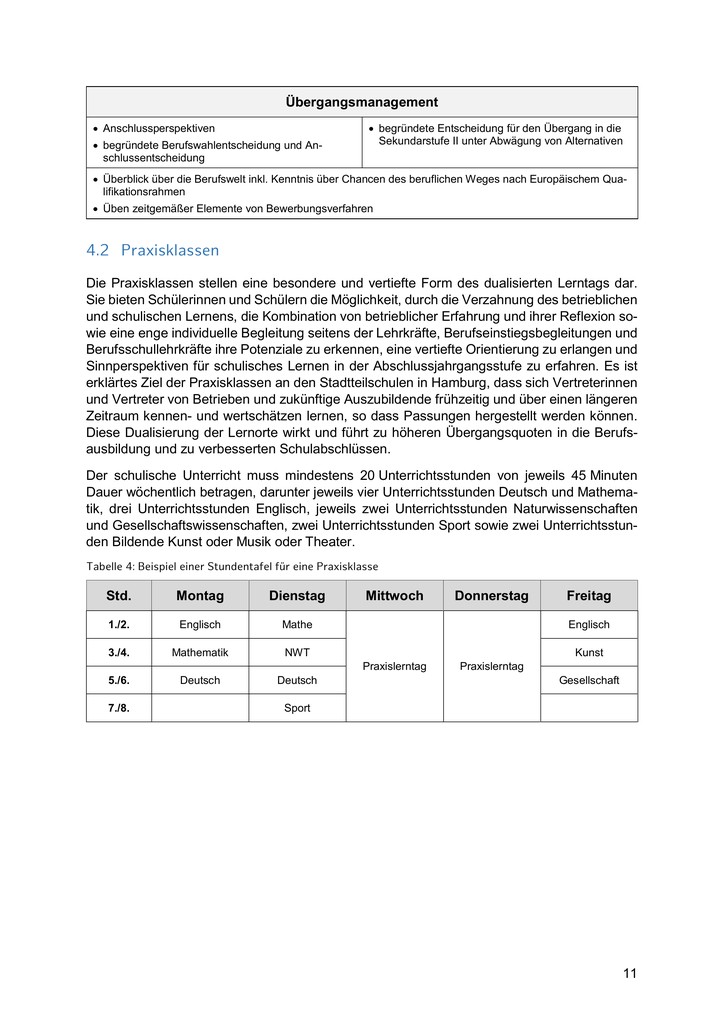 Übergangsmanagement
• Anschlussperspektiven
• begründete Berufswahlentscheidung und An-
schlussentscheidung
• begründete Entscheidung für den Übergang in die
Sekundarstufe II unter Abwägung von Alternativen
• Überblick über die Berufswelt inkl. Kenntnis über Chancen des beruflichen Weges nach Europäischem Qua-
lifikationsrahmen
• Üben zeitgemäßer Elemente von Bewerbungsverfahren
4.2 Praxisklassen
Die Praxisklassen stellen eine besondere und vertiefte Form des dualisierten Lerntags dar.
Sie bieten Schülerinnen und Schülern die Möglichkeit, durch die Verzahnung des betrieblichen
und schulischen Lernens, die Kombination von betrieblicher Erfahrung und ihrer Reflexion so-
wie eine enge individuelle Begleitung seitens der Lehrkräfte, Berufseinstiegsbegleitungen und
Berufsschullehrkräfte ihre Potenziale zu erkennen, eine vertiefte Orientierung zu erlangen und
Sinnperspektiven für schulisches Lernen in der Abschlussjahrgangsstufe zu erfahren. Es ist
erklärtes Ziel der Praxisklassen an den Stadtteilschulen in Hamburg, dass sich Vertreterinnen
und Vertreter von Betrieben und zukünftige Auszubildende frühzeitig und über einen längeren
Zeitraum kennen- und wertschätzen lernen, so dass Passungen hergestellt werden können.
Diese Dualisierung der Lernorte wirkt und führt zu höheren Übergangsquoten in die Berufs-
ausbildung und zu verbesserten Schulabschlüssen.
Der schulische Unterricht muss mindestens 20 Unterrichtsstunden von jeweils 45 Minuten
Dauer wöchentlich betragen, darunter jeweils vier Unterrichtsstunden Deutsch und Mathema-
tik, drei Unterrichtsstunden Englisch, jeweils zwei Unterrichtsstunden Naturwissenschaften
und Gesellschaftswissenschaften, zwei Unterrichtsstunden Sport sowie zwei Unterrichtsstun-
den Bildende Kunst oder Musik oder Theater.
Tabelle 4: Beispiel einer Stundentafel für eine Praxisklasse
Std. Montag Dienstag Mittwoch Donnerstag Freitag
1./2. Englisch Mathe Englisch
3./4. Mathematik NWT Kunst
Praxislerntag Praxislerntag
5./6. Deutsch Deutsch Gesellschaft
7./8. Sport
11